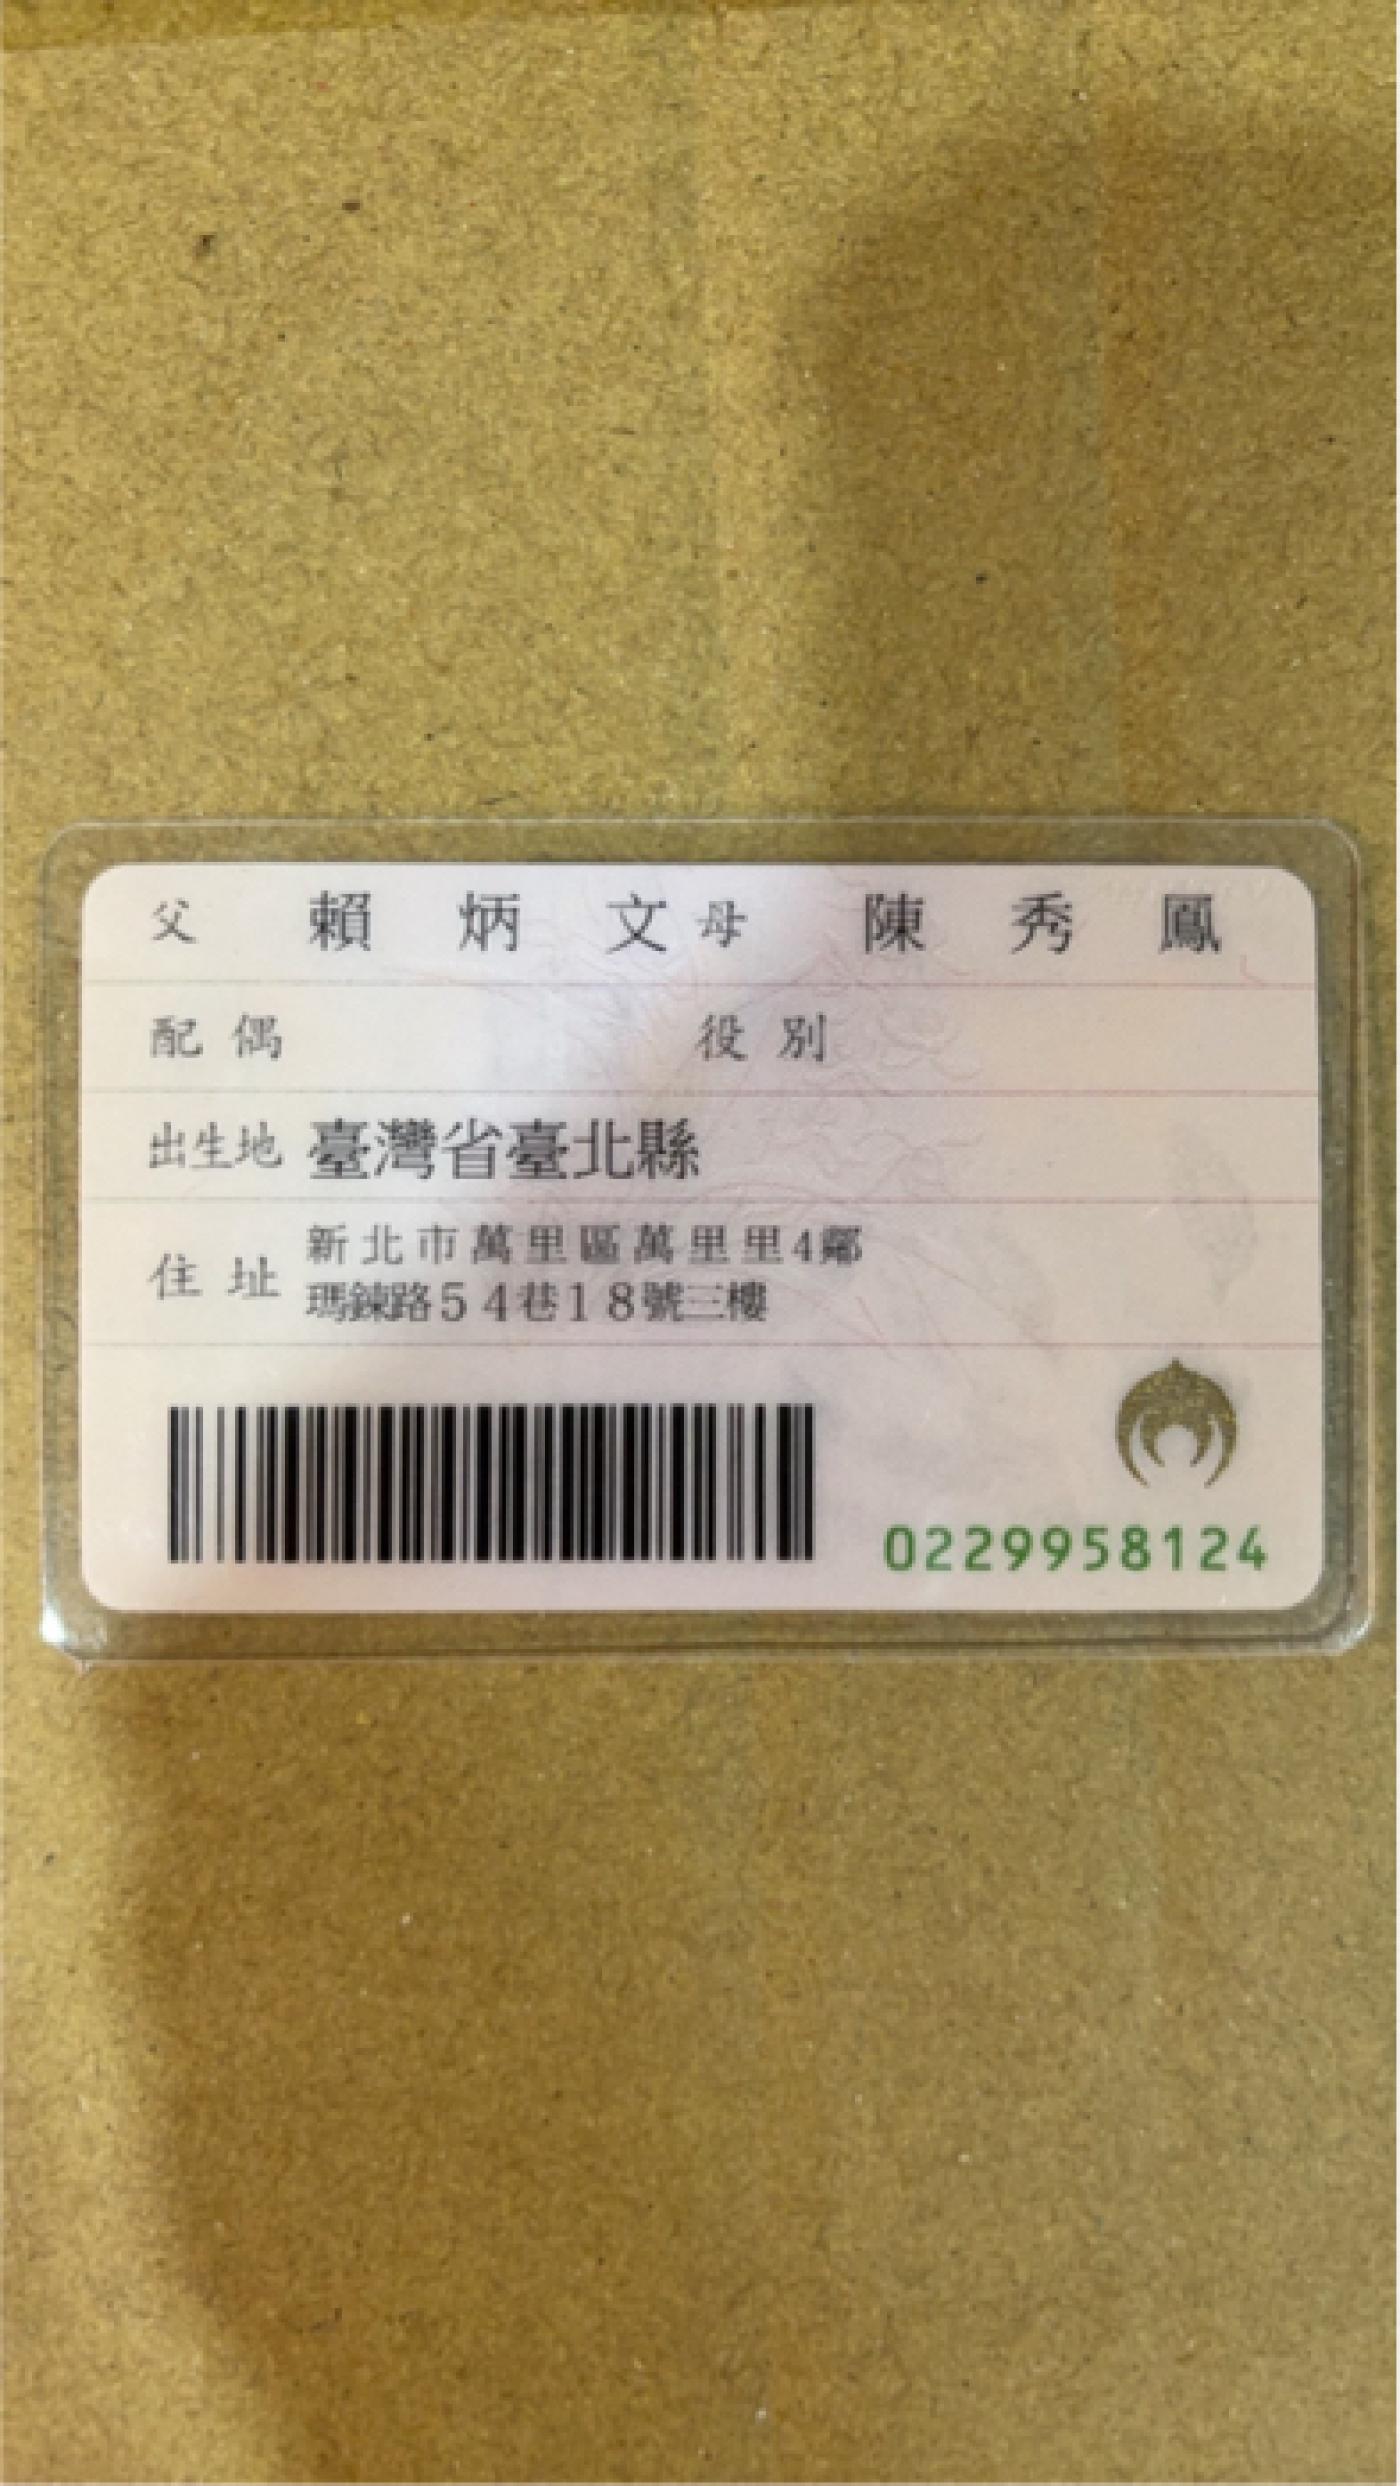 父 賴炳文 母 陳秀鳳
配偶 役別
出生地 臺灣省臺北縣
住址 新北市萬里區萬里里4鄰
瑪鋉路54巷18號三樓
0229958124